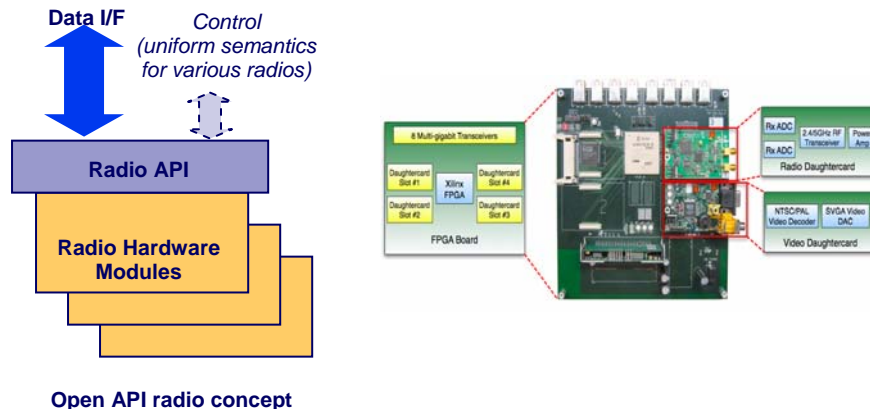 Data I/F
Control
(uniform semantics
for various radios)
Radio API
Radio Hardware
Modules
Open API radio concept
8 Multi-gigabit Transceivers
Daughtercard
Slot #1
Daughtercard
Slot #2
Xilinx
FPGA
Daughtercard
Slot #4
Daughtercard
Slot #3
FPGA Board
Rx ADC
Rx ADC
2.4/5GHz RF
Transceiver
Power
Amp
Radio Daughtercard
NTSC/PAL
Video Decoder
SVGA Video
DAC
Video Daughtercard